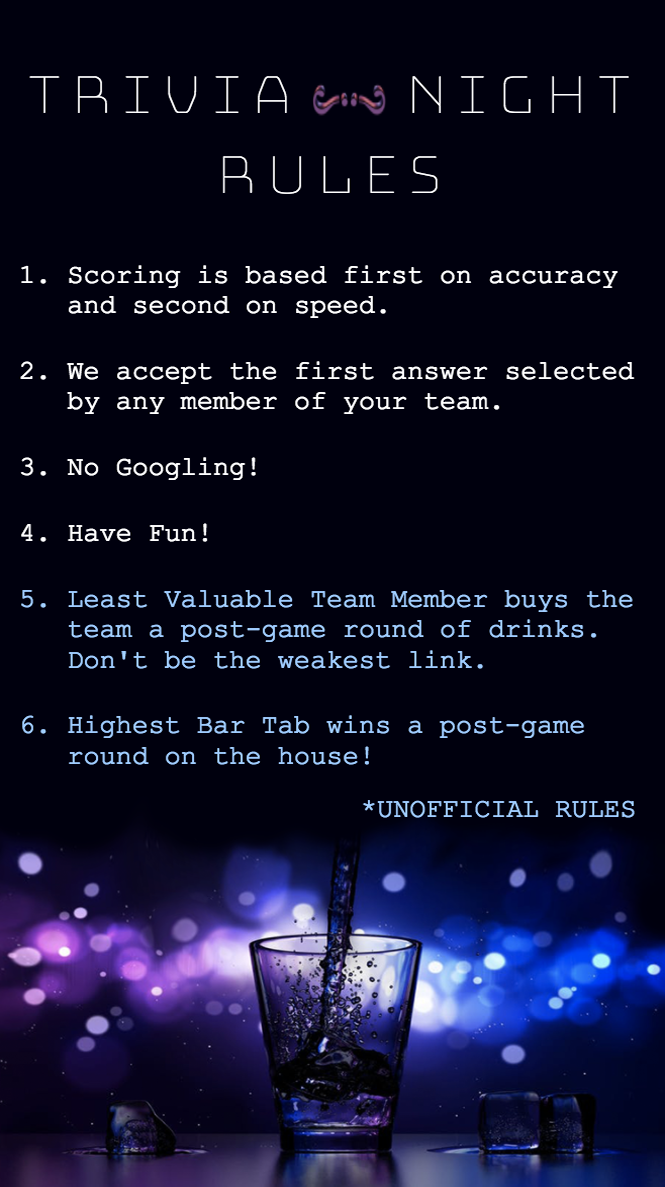 TRIVIA NIGHT
RULES
1. Scoring is based first on accuracy
and second on speed.
2. We accept the first answer selected
by any member of your team.
3. No Googling!
4. Have Fun!
5. Least Valuable Team Member buys the
team a post-game round of drinks.
Don't be the weakest link.
6. Highest Bar Tab wins a post-game
round on the house!
*UNOFFICIAL RULES